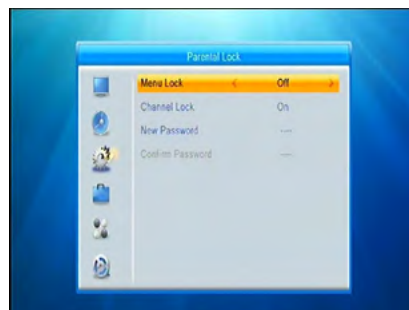 Parental Lock
Menu Lock < Off >
Channel Lock On
New Password ----
Confirm Password ----